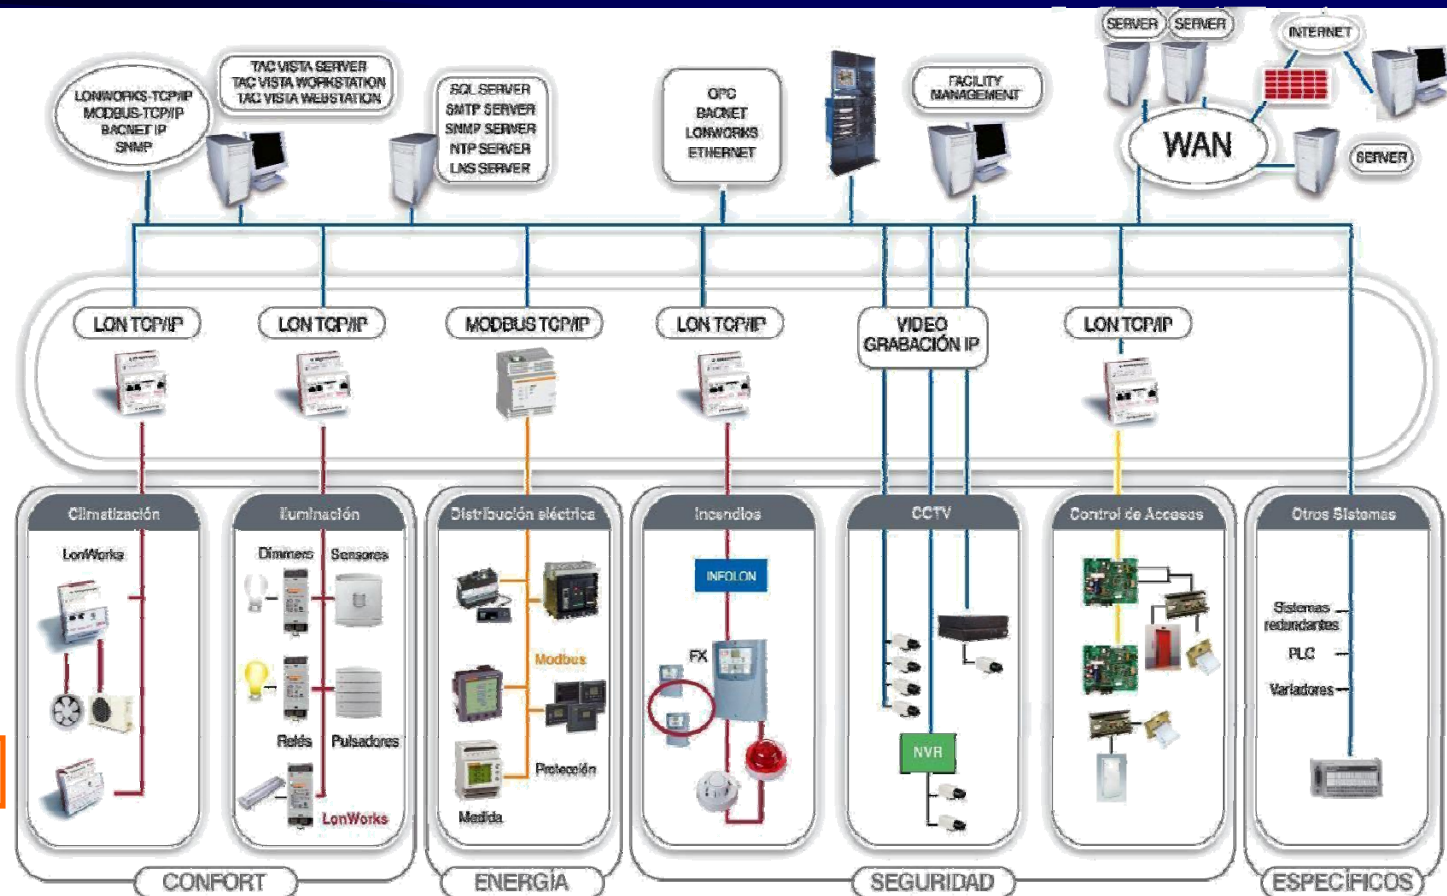 LONWORKS-TCP/IP
MODBUS-TCP/IP
BACNET IP
SNMP
TAC VISTA SERVER
TAC VISTA WORKSTATION
TAC VISTA WEBSTATION
SQL SERVER
SMTP SERVER
SNMP SERVER
NTP SERVER
LNS SERVER
OPC
BACNET
LONWORKS
ETHERNET
FACILITY
MANAGEMENT
SERVER
SERVER
INTERNET
WAN
SERVER
LON TCP/IP
LON TCP/IP
MODBUS TCP/IP
LON TCP/IP
VIDEO
GRABACIÓN IP
LON TCP/IP
Climatización
Iluminación
Distribución eléctrica
Incendios
CCTV
Control de Accesos
Otros Sistemas
LonWorks
Dimmers
Sensores
Relés
Pulsadores
LonWorks
Modbus
Protección
Medida
INFOLON
FX
NVR
Sistemas
redundantes
PLC
Variadores
CONFORT
ENERGÍA
SEGURIDAD
ESPECÍFICOS